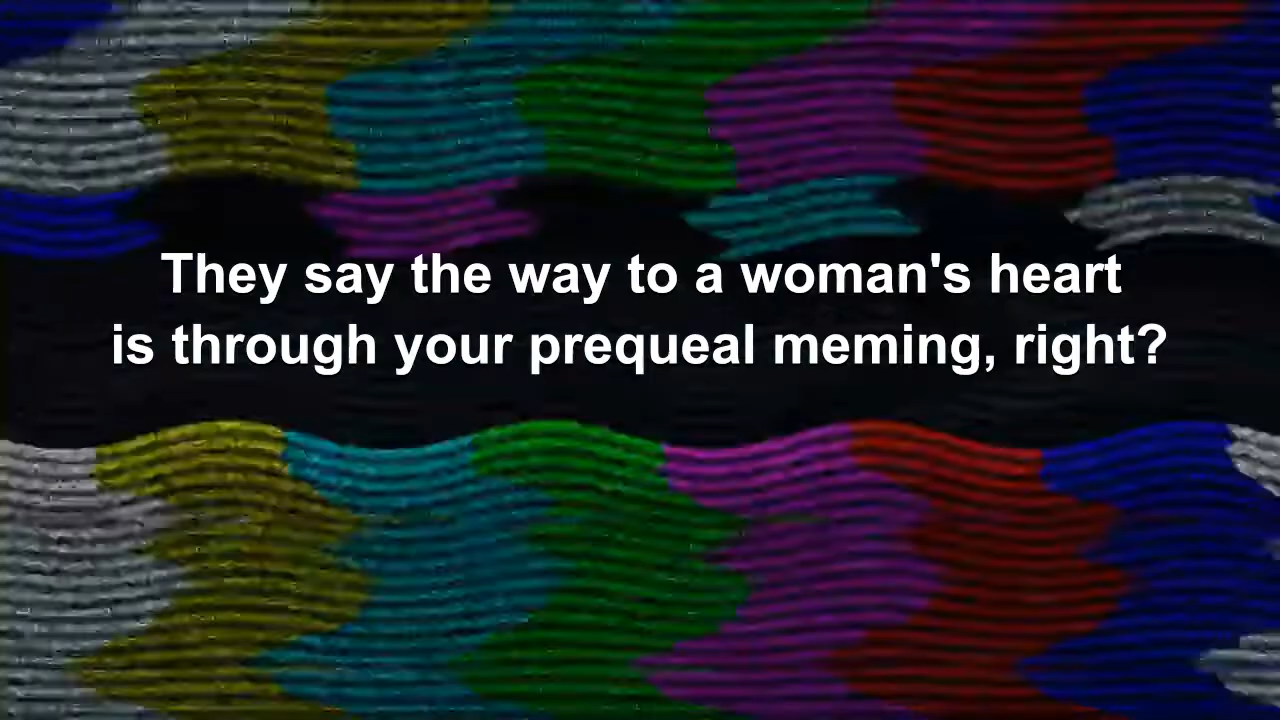 They say the way to a woman's heart
is through your prequeal meming, right?